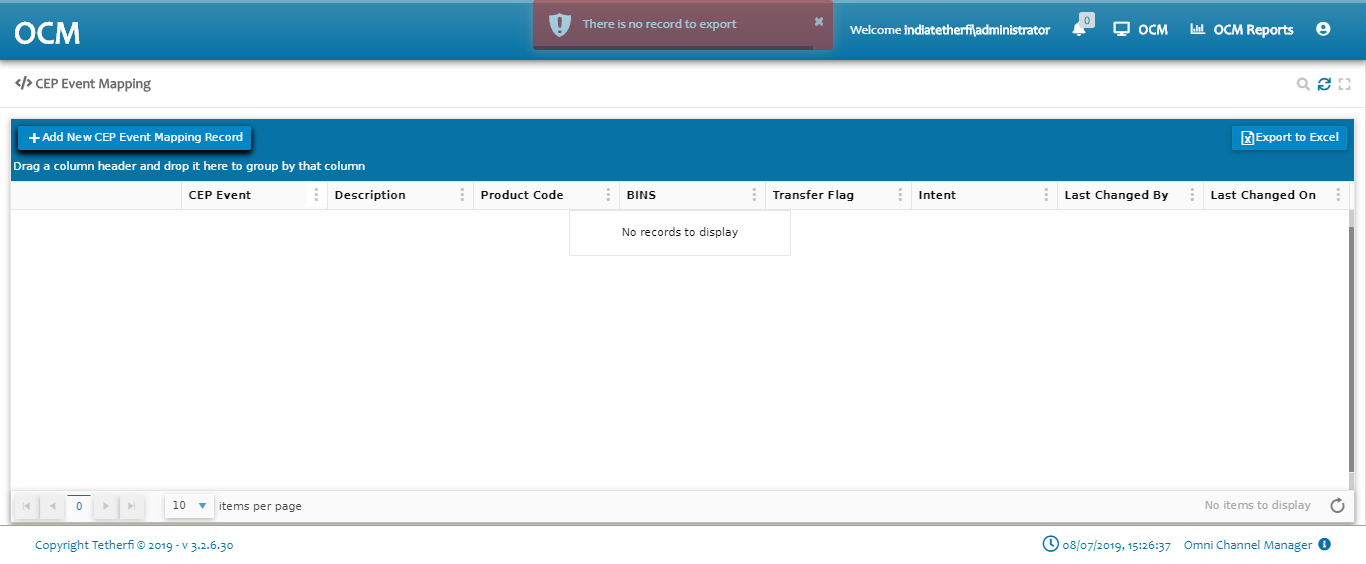 OCM
There is no record to export
Welcome indiatetherfi\administrator
0
OCM
OCM Reports
CEP Event Mapping
Add New CEP Event Mapping Record
Export to Excel
Drag a column header and drop it here to group by that column
CEP Event Description Product Code BINS Transfer Flag Intent Last Changed By Last Changed On
No records to display
0 10 items per page No items to display
Copyright Tetherfi © 2019 - v 3.2.6.30 08/07/2019, 15:26:37 Omni Channel Manager